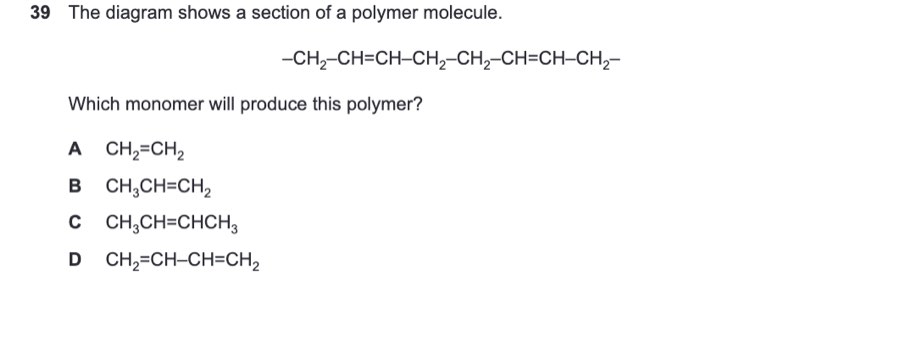 39 The diagram shows a section of a polymer molecule.
–CH₂–CH=CH–CH₂–CH₂–CH=CH–CH₂–
Which monomer will produce this polymer?
A CH₂=CH₂
B CH₃CH=CH₂
C CH₃CH=CHCH₃
D CH₂=CH–CH=CH₂